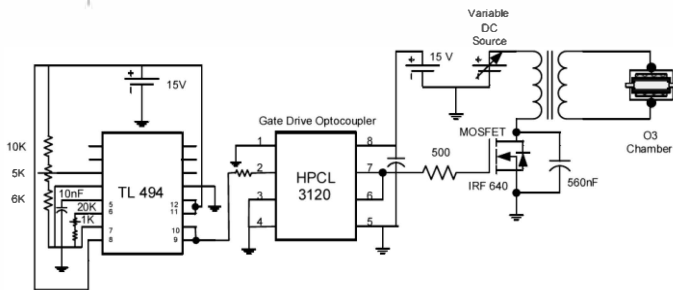 Variable
DC
Source
15 V
15V
Gate Drive Optocoupler
10K
5K
6K
10nF
20K
1K
TL 494
5
6
7
8
12
11
10
9
1
2
3
4
HPCL
3120
8
7
6
5
500
MOSFET
IRF 640
560nF
O3
Chamber